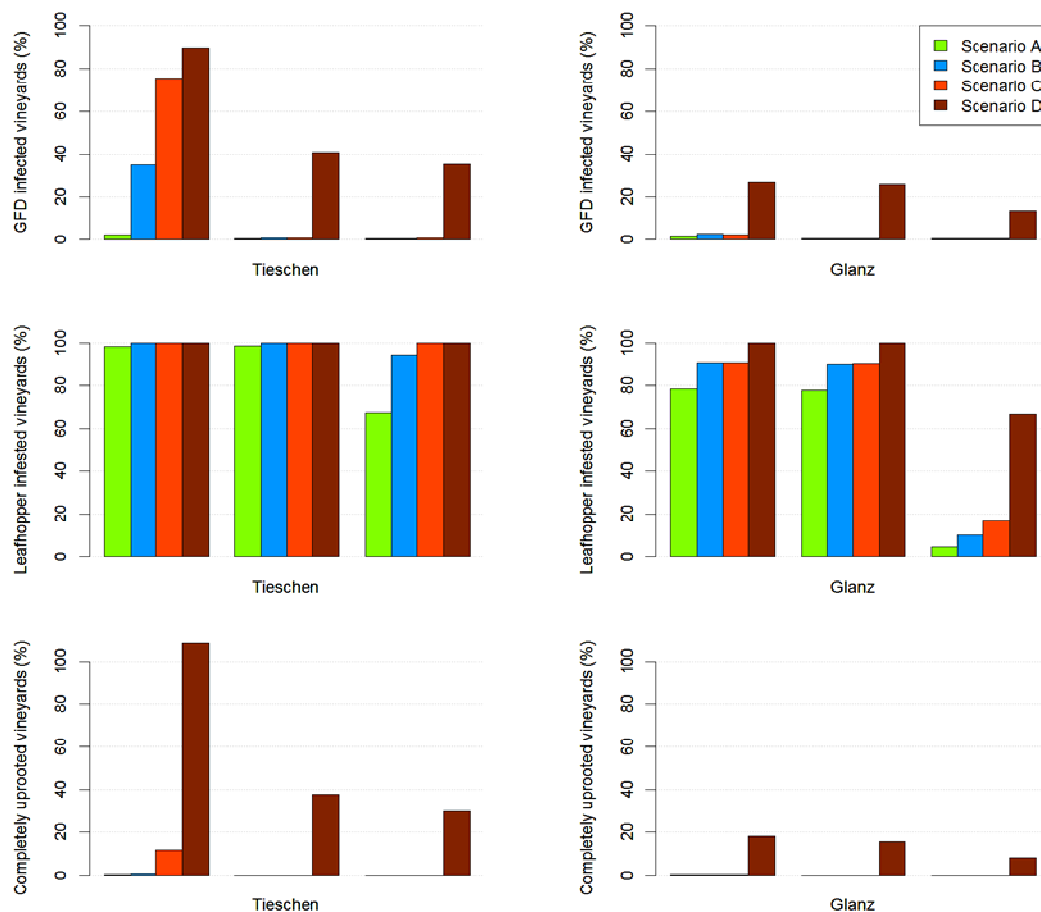 GFD infected vineyards (%)
0 20 40 60 80 100
Tieschen
GFD infected vineyards (%)
0 20 40 60 80 100
Glanz
Scenario A
Scenario B
Scenario C
Scenario D
Leafhopper infested vineyards (%)
0 20 40 60 80 100
Tieschen
Leafhopper infested vineyards (%)
0 20 40 60 80 100
Glanz
Completely uprooted vineyards (%)
0 20 40 60 80 100
Tieschen
Completely uprooted vineyards (%)
0 20 40 60 80 100
Glanz